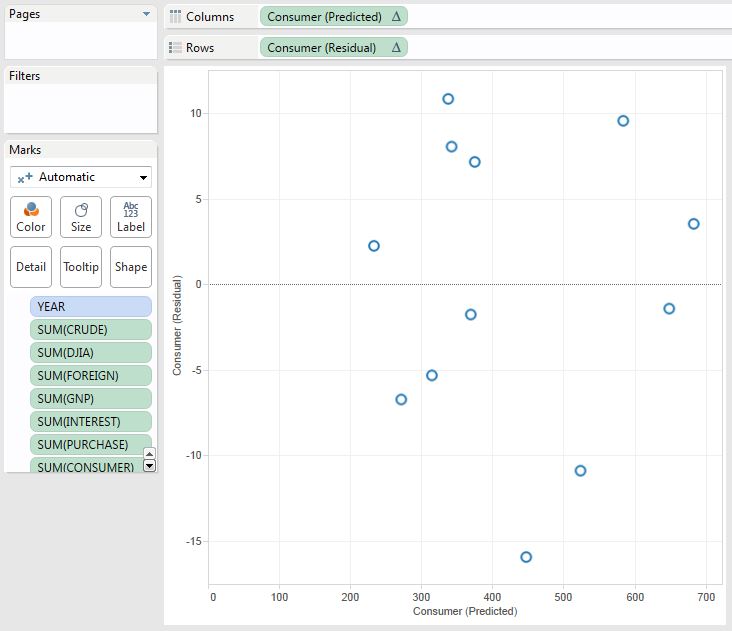 Pages
Columns
Consumer (Predicted) Δ
Rows
Consumer (Residual) Δ
Filters
Marks
Automatic
Color
Size
Abc
123
Label
Detail
Tooltip
Shape
YEAR
SUM(CRUDE)
SUM(DJIA)
SUM(FOREIGN)
SUM(GNP)
SUM(INTEREST)
SUM(PURCHASE)
SUM(CONSUMER)
Consumer (Residual)
10
5
0
-5
-10
-15
0 100 200 300 400 500 600 700
Consumer (Predicted)